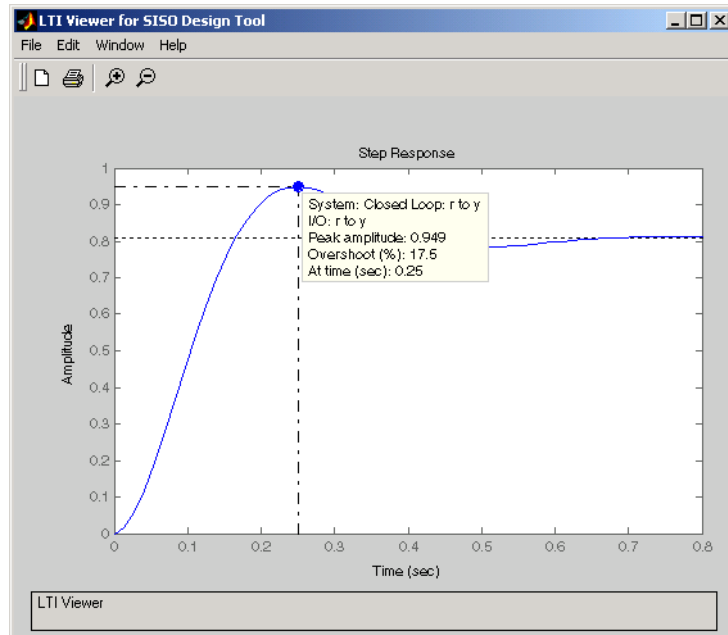 LTI Viewer for SISO Design Tool
File Edit Window Help
Step Response
1
0.9
0.8
0.7
0.6
0.5
0.4
0.3
0.2
0.1
0
Amplitude
System: Closed Loop: r to y
I/O: r to y
Peak amplitude: 0.949
Overshoot (%): 17.5
At time (sec): 0.25
0 0.1 0.2 0.3 0.4 0.5 0.6 0.7 0.8
Time (sec)
LTI Viewer